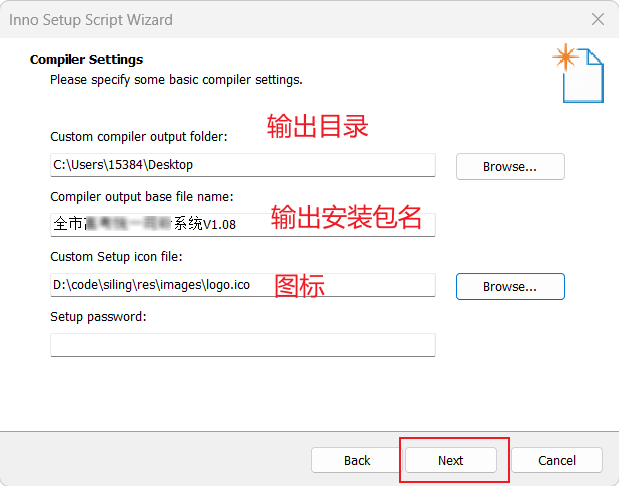 Inno Setup Script Wizard
Compiler Settings
Please specify some basic compiler settings.
Custom compiler output folder:
输出目录
C:\Users\15384\Desktop
Browse...
Compiler output base file name:
输出安装包名
全市 系统V1.08
Custom Setup icon file:
图标
D:\code\siling\res\images\logo.ico
Browse...
Setup password:
Back
Next
Cancel